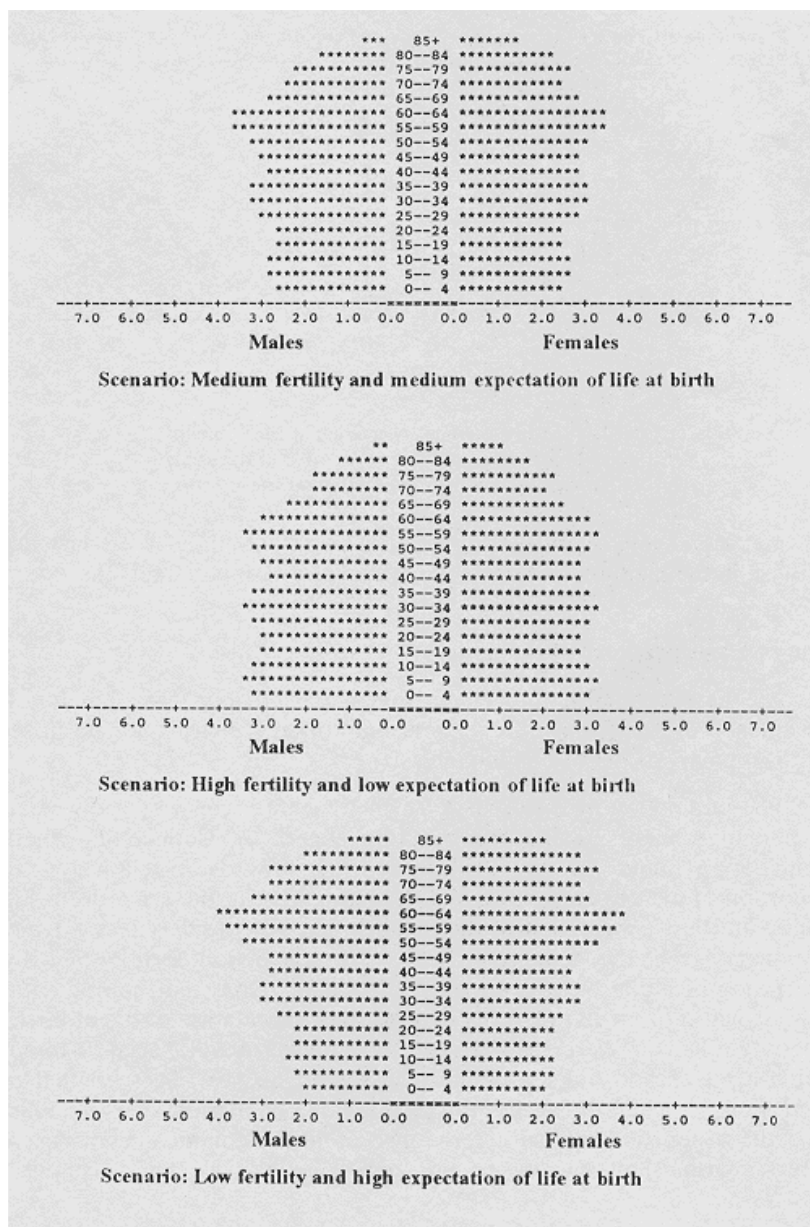 *** 85+ *******
******** 80--84 ***********
*********** 75--79 *************
************ 70--74 ************
************** 65--69 **************
****************** 60--64 *****************
****************** 55--59 *****************
**************** 50--54 ***************
*************** 45--49 **************
************** 40--44 **************
**************** 35--39 ***************
**************** 30--34 ***************
*************** 25--29 **************
************* 20--24 ************
************* 15--19 ************
************** 10--14 *************
************** 5-- 9 *************
************* 0-- 4 ************
7.0 6.0 5.0 4.0 3.0 2.0 1.0 0.0 0.0 1.0 2.0 3.0 4.0 5.0 6.0 7.0
Males Females
Scenario: Medium fertility and medium expectation of life at birth
** 85+ *****
****** 80--84 ********
********* 75--79 ***********
********* 70--74 **********
************ 65--69 ************
*************** 60--64 ***************
***************** 55--59 ****************
**************** 50--54 ***************
*************** 45--49 **************
************** 40--44 **************
**************** 35--39 ***************
***************** 30--34 ****************
**************** 25--29 ***************
*************** 20--24 **************
*************** 15--19 **************
**************** 10--14 ***************
***************** 5-- 9 ****************
**************** 0-- 4 ***************
7.0 6.0 5.0 4.0 3.0 2.0 1.0 0.0 0.0 1.0 2.0 3.0 4.0 5.0 6.0 7.0
Males Females
Scenario: High fertility and low expectation of life at birth
***** 85+ **********
********** 80--84 **************
************** 75--79 ****************
************** 70--74 **************
**************** 65--69 ***************
******************** 60--64 *******************
******************* 55--59 ******************
***************** 50--54 ****************
************** 45--49 *************
************** 40--44 *************
*************** 35--39 **************
*************** 30--34 **************
************* 25--29 ************
*********** 20--24 ***********
*********** 15--19 **********
************ 10--14 ***********
*********** 5-- 9 ***********
********** 0-- 4 **********
7.0 6.0 5.0 4.0 3.0 2.0 1.0 0.0 0.0 1.0 2.0 3.0 4.0 5.0 6.0 7.0
Males Females
Scenario: Low fertility and high expectation of life at birth